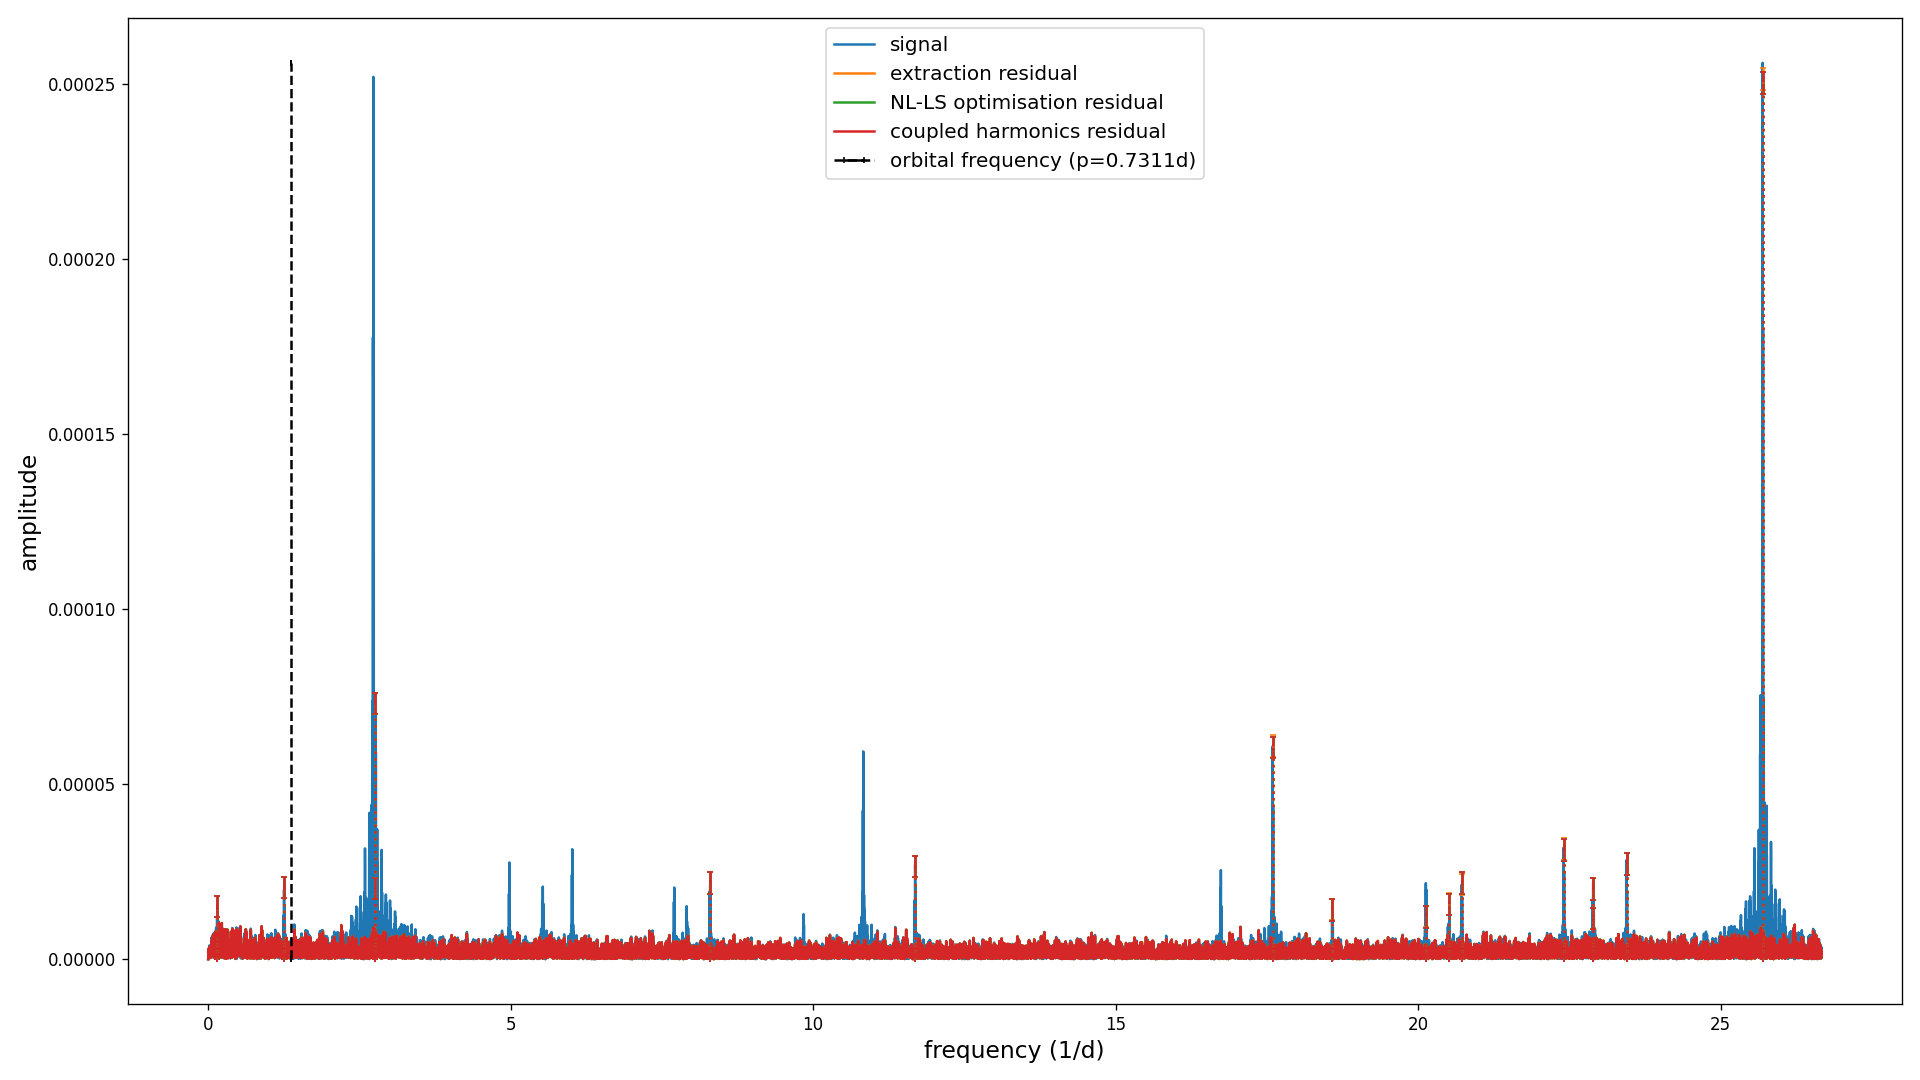 signal
extraction residual
NL-LS optimisation residual
coupled harmonics residual
orbital frequency (p=0.7311d)
amplitude
0.00025
0.00020
0.00015
0.00010
0.00005
0.00000
0 5 10 15 20 25
frequency (1/d)